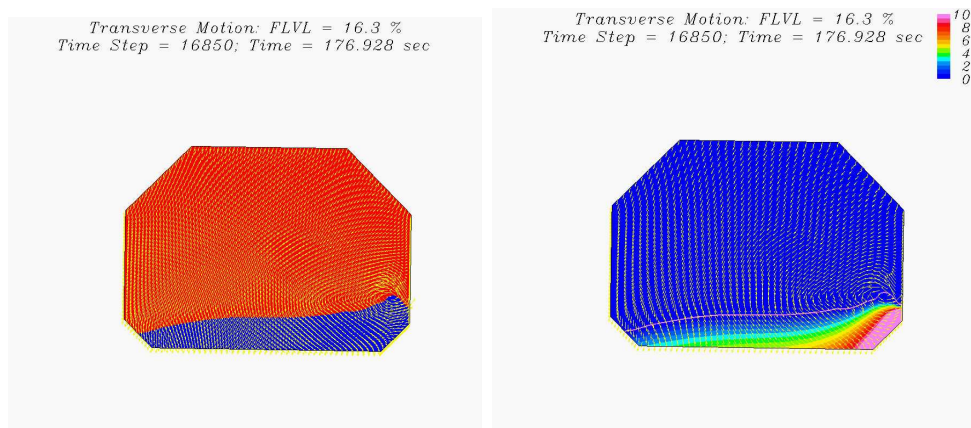 Transverse Motion: FLVL = 16.3 %
Time Step = 16850; Time = 176.928 sec
Transverse Motion: FLVL = 16.3 %
Time Step = 16850; Time = 176.928 sec
10
8
6
4
2
0